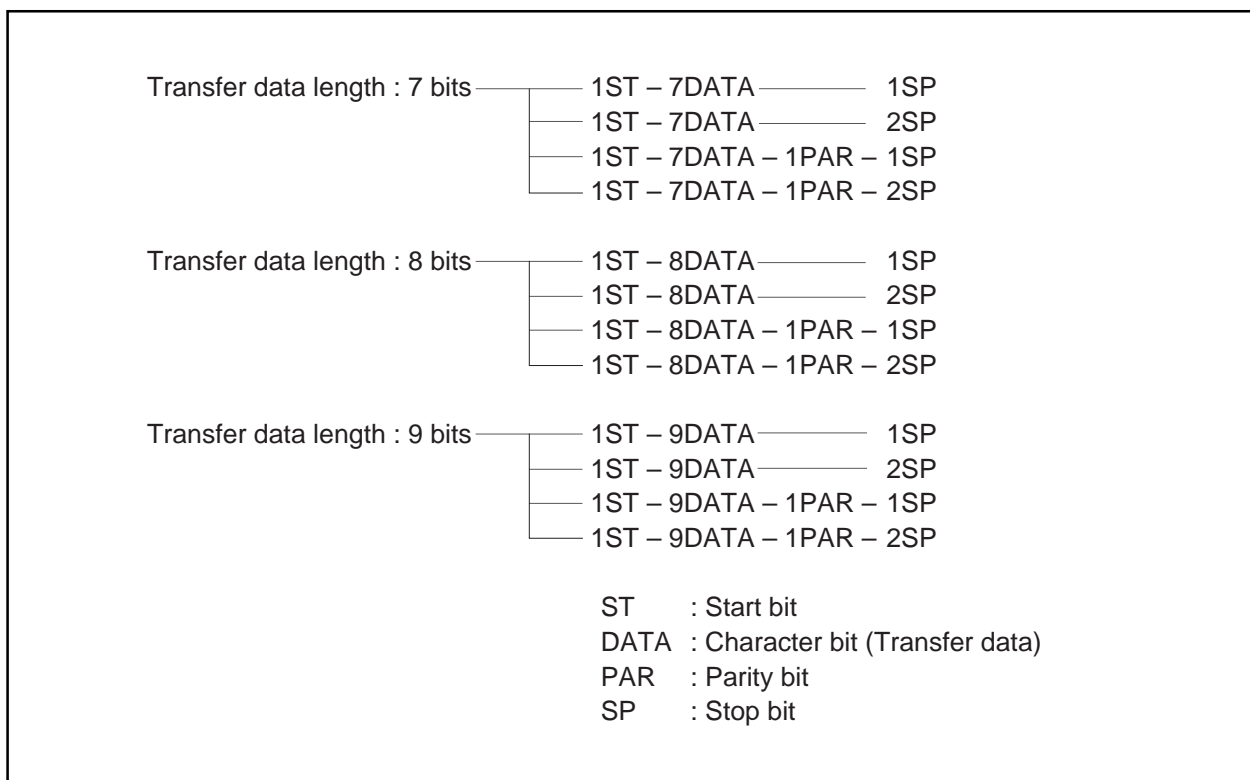 Transfer data length : 7 bits 1ST – 7DATA 1SP
1ST – 7DATA 2SP
1ST – 7DATA – 1PAR – 1SP
1ST – 7DATA – 1PAR – 2SP
Transfer data length : 8 bits 1ST – 8DATA 1SP
1ST – 8DATA 2SP
1ST – 8DATA – 1PAR – 1SP
1ST – 8DATA – 1PAR – 2SP
Transfer data length : 9 bits 1ST – 9DATA 1SP
1ST – 9DATA 2SP
1ST – 9DATA – 1PAR – 1SP
1ST – 9DATA – 1PAR – 2SP
ST : Start bit
DATA : Character bit (Transfer data)
PAR : Parity bit
SP : Stop bit